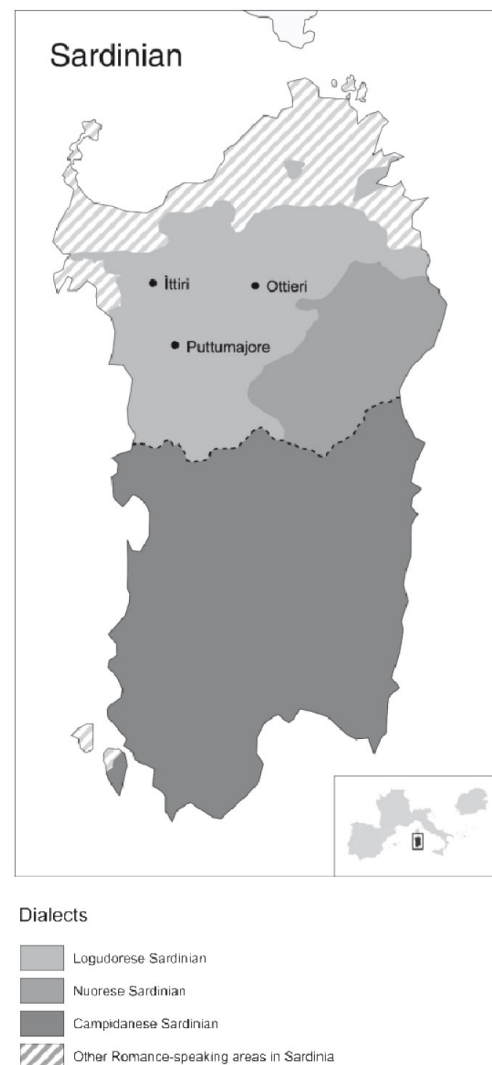 Sardinian
Ìttiri
Ottieri
Puttumajore
Dialects
Logudorese Sardinian
Nuorese Sardinian
Campidanese Sardinian
Other Romance-speaking areas in Sardinia